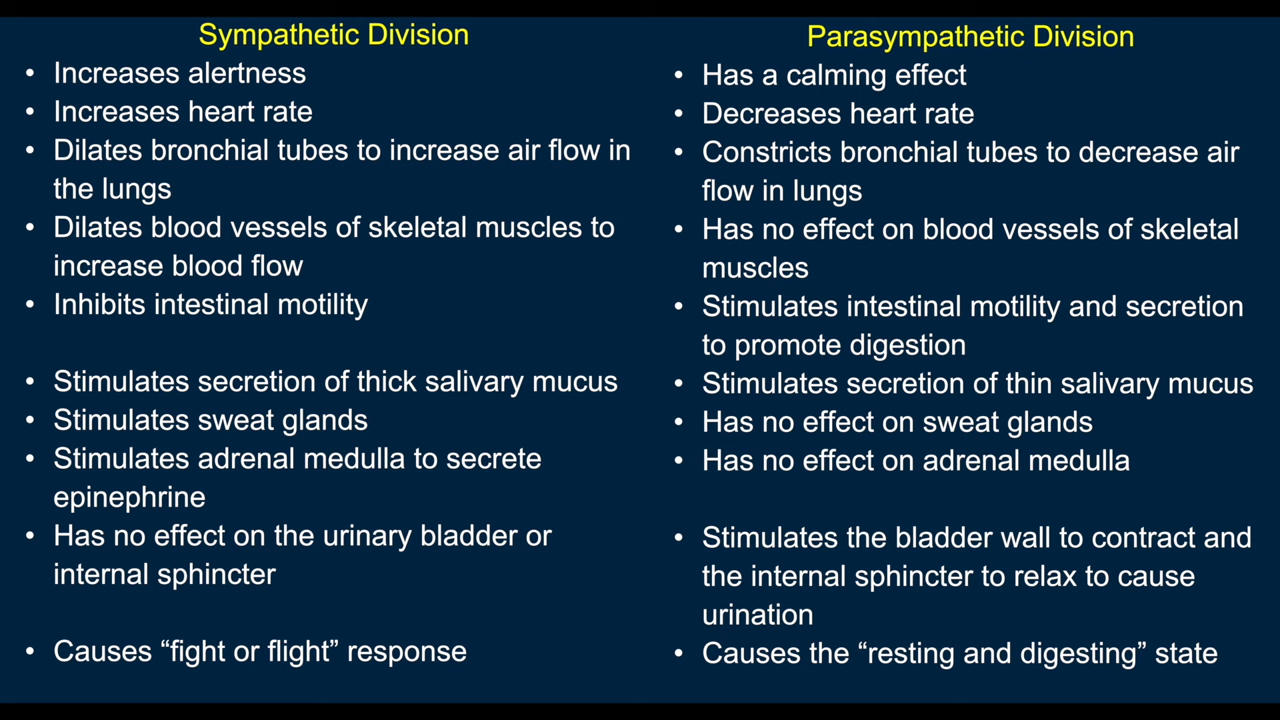 Sympathetic Division
• Increases alertness
• Increases heart rate
• Dilates bronchial tubes to increase air flow in
the lungs
• Dilates blood vessels of skeletal muscles to
increase blood flow
• Inhibits intestinal motility
• Stimulates secretion of thick salivary mucus
• Stimulates sweat glands
• Stimulates adrenal medulla to secrete
epinephrine
• Has no effect on the urinary bladder or
internal sphincter
• Causes “fight or flight” response
Parasympathetic Division
• Has a calming effect
• Decreases heart rate
• Constricts bronchial tubes to decrease air
flow in lungs
• Has no effect on blood vessels of skeletal
muscles
• Stimulates intestinal motility and secretion
to promote digestion
• Stimulates secretion of thin salivary mucus
• Has no effect on sweat glands
• Has no effect on adrenal medulla
• Stimulates the bladder wall to contract and
the internal sphincter to relax to cause
urination
• Causes the “resting and digesting” state